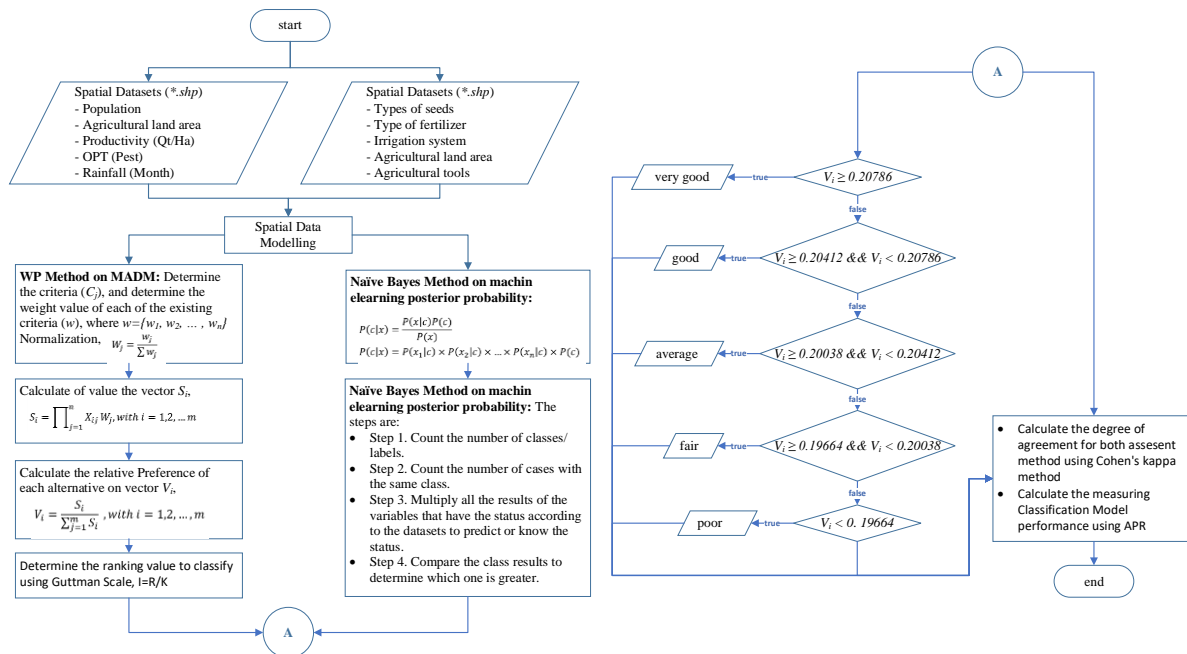 start
Spatial Datasets (*.shp)
- Population
- Agricultural land area
- Productivity (Qt/Ha)
- OPT (Pest)
- Rainfall (Month)
Spatial Datasets (*.shp)
- Types of seeds
- Type of fertilizer
- Irrigation system
- Agricultural land area
- Agricultural tools
Spatial Data
Modelling
WP Method on MADM: Determine
the criteria (Cj), and determine the
weight value of each of the existing
criteria (w), where w={w1, w2, ... , wn}
Normalization, Wj = wj / ∑ wj
Calculate of value the vector Si,
Si = ∏ⁿj=1 Xij Wj, with i = 1,2, ... m
Calculate the relative Preference of
each alternative on vector Vi,
Vi = Si / ∑ᵐj=1 Si , with i = 1,2, ..., m
Determine the ranking value to classify
using Guttman Scale, I=R/K
Naïve Bayes Method on machin
elearning posterior probability:
P(c|x) = P(x|c)P(c) / P(x)
P(c|x) = P(x1|c) × P(x2|c) × ... × P(xn|c) × P(c)
Naïve Bayes Method on machin
elearning posterior probability: The
steps are:
• Step 1. Count the number of classes/
labels.
• Step 2. Count the number of cases with
the same class.
• Step 3. Multiply all the results of the
variables that have the status according
to the datasets to predict or know the
status.
• Step 4. Compare the class results to
determine which one is greater.
A
A
very good
true
Vi ≥ 0.20786
false
good
true
Vi ≥ 0.20412 && Vi < 0.20786
false
average
true
Vi ≥ 0.20038 && Vi < 0.20412
false
fair
true
Vi ≥ 0.19664 && Vi < 0.20038
false
poor
true
Vi < 0. 19664
• Calculate the degree of
agreement for both assesent
method using Cohen's kappa
method
• Calculate the measuring
Classification Model
performance using APR
end